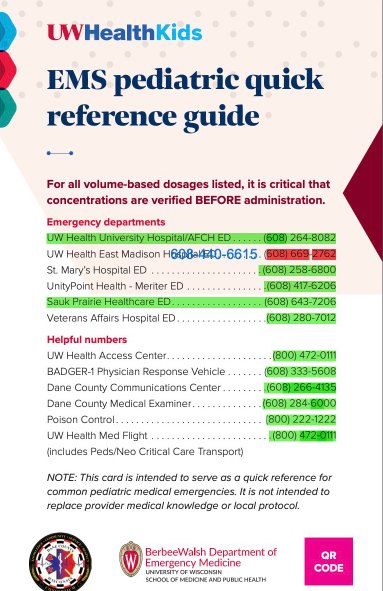 UWHealthKids
EMS pediatric quick
reference guide
For all volume-based dosages listed, it is critical that
concentrations are verified BEFORE administration.
Emergency departments
UW Health University Hospital/AFCH ED......(608) 264-8082
UW Health East Madison Hospital ED 608-440-6615 (608) 669-2762
St. Mary's Hospital ED ......................(608) 258-6800
UnityPoint Health - Meriter ED ................(608) 417-6206
Sauk Prairie Healthcare ED ...................(608) 643-7206
Veterans Affairs Hospital ED..................(608) 280-7012
Helpful numbers
UW Health Access Center......................(800) 472-0111
BADGER-1 Physician Response Vehicle .........(608) 333-5608
Dane County Communications Center ..........(608) 266-4135
Dane County Medical Examiner................(608) 284-6000
Poison Control..............................(800) 222-1222
UW Health Med Flight ........................(800) 472-0111
(includes Peds/Neo Critical Care Transport)
NOTE: This card is intended to serve as a quick reference for
common pediatric medical emergencies. It is not intended to
replace provider medical knowledge or local protocol.
BerbeeWalsh Department of
Emergency Medicine
UNIVERSITY OF WISCONSIN
SCHOOL OF MEDICINE AND PUBLIC HEALTH
QR
CODE